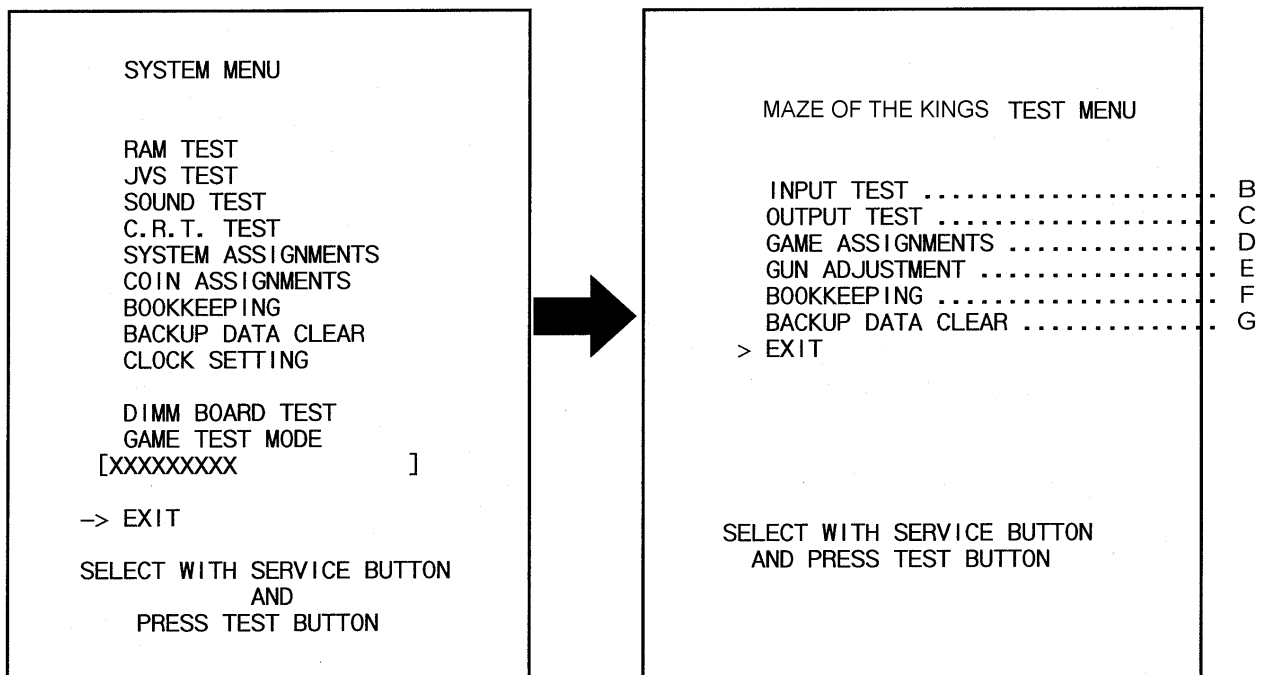 SYSTEM MENU
RAM TEST
JVS TEST
SOUND TEST
C.R.T. TEST
SYSTEM ASSIGNMENTS
COIN ASSIGNMENTS
BOOKKEEPING
BACKUP DATA CLEAR
CLOCK SETTING
DIMM BOARD TEST
GAME TEST MODE
[XXXXXXXXX ]
-> EXIT
SELECT WITH SERVICE BUTTON
AND
PRESS TEST BUTTON
MAZE OF THE KINGS TEST MENU
INPUT TEST ..................... B
OUTPUT TEST .................... C
GAME ASSIGNMENTS ............... D
GUN ADJUSTMENT ................. E
BOOKKEEPING .................... F
BACKUP DATA CLEAR .............. G
> EXIT
SELECT WITH SERVICE BUTTON
AND PRESS TEST BUTTON